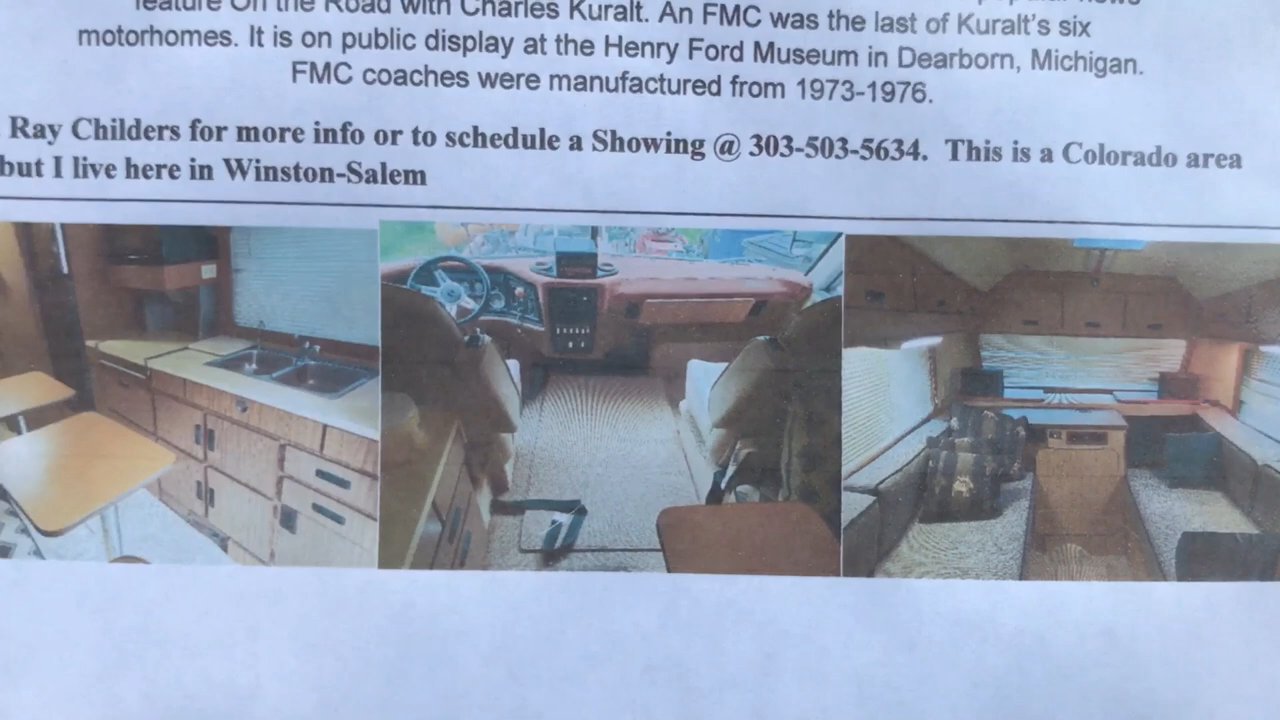 feature On the Road with Charles Kuralt. An FMC was the last of Kuralt's six
motorhomes. It is on public display at the Henry Ford Museum in Dearborn, Michigan.
FMC coaches were manufactured from 1973-1976.
Ray Childers for more info or to schedule a Showing @ 303-503-5634. This is a Colorado area
but I live here in Winston-Salem